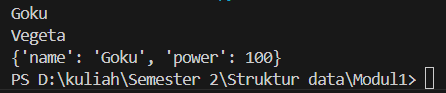 Goku
Vegeta
{'name': 'Goku', 'power': 100}
PS D:\kuliah\Semester 2\Struktur data\Modul1>